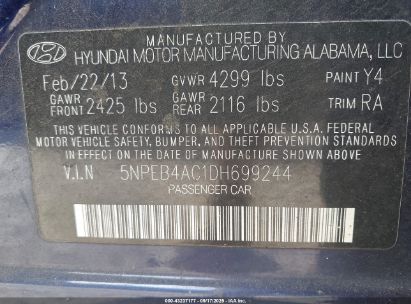 MANUFACTURED BY
HYUNDAI MOTOR MANUFACTURING ALABAMA, LLC
Feb/22/13 GVWR 4299 lbs PAINT Y4
GAWR FRONT 2425 lbs GAWR REAR 2116 lbs TRIM RA
THIS VEHICLE CONFORMS TO ALL APPLICABLE U.S.A. FEDERAL
MOTOR VEHICLE SAFETY, BUMPER, AND THEFT PREVENTION
STANDARDS IN EFFECT ON THE DATE OF MANUFACTURE SHOWN ABOVE.
V.I.N 5NPEB4AC1DH699244
PASSENGER CAR